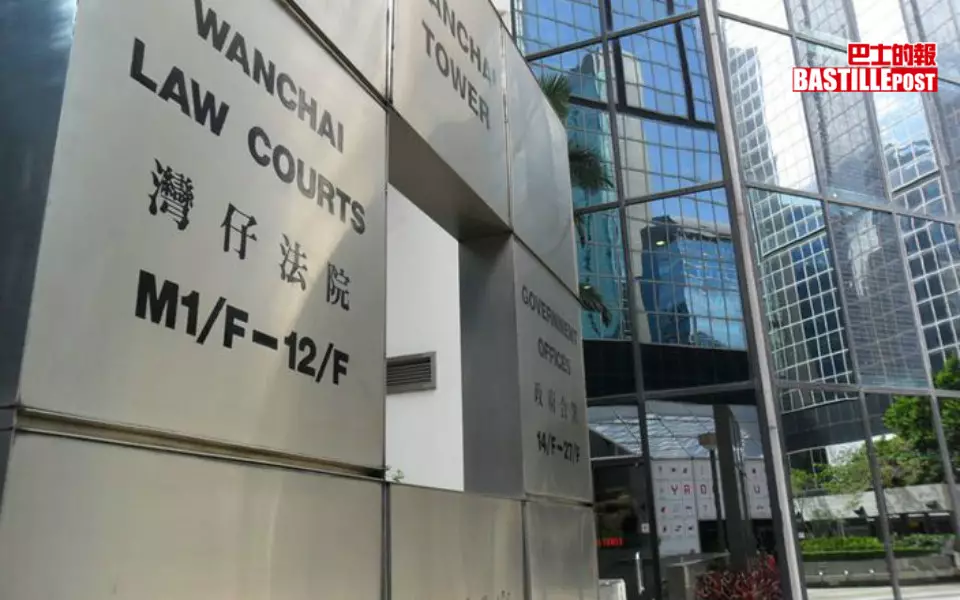 WANCHAI
LAW COURTS
灣仔法院
M1/F-12/F
ANCHAI
TOWER
GOVERNMENT
OFFICES
政府合署
14/F-27/F
巴士的報
BASTILLEPOST